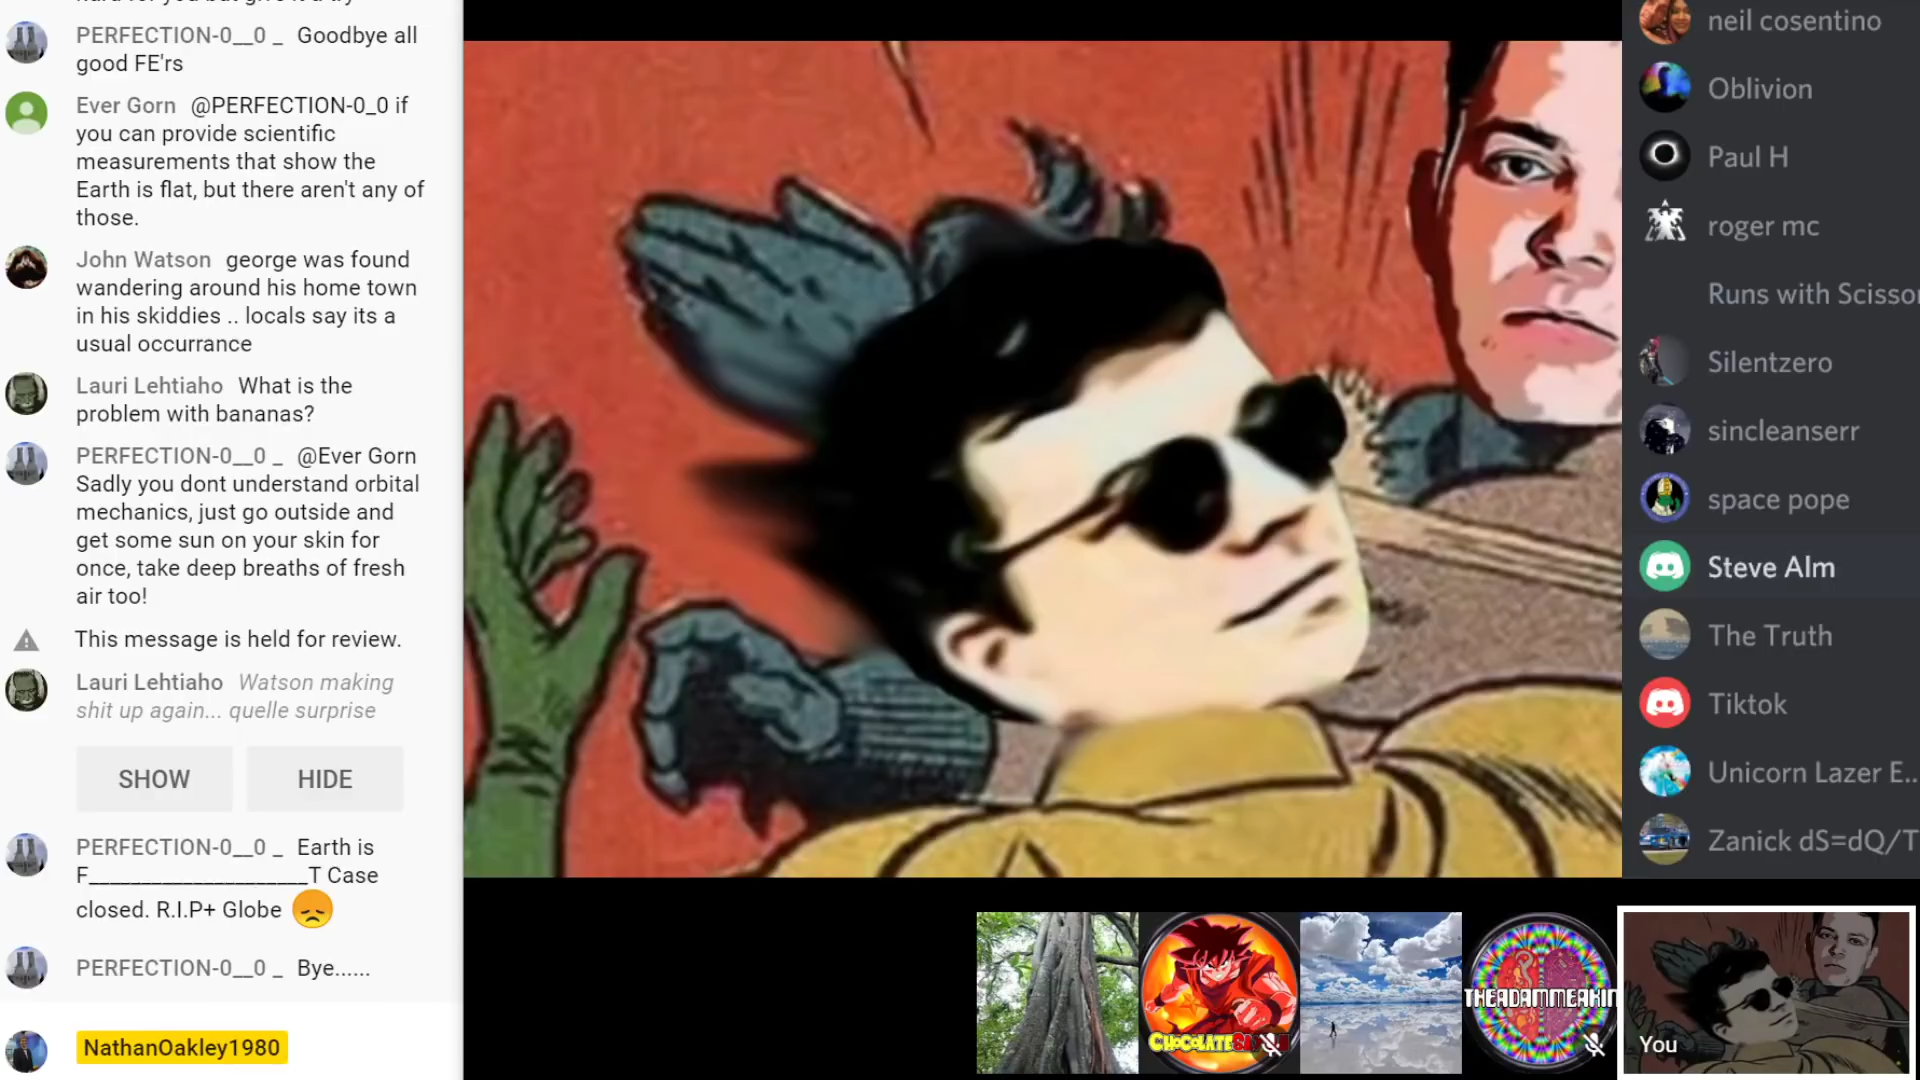 PERFECTION-0__0 _ Goodbye all
good FE'rs
Ever Gorn @PERFECTION-0_0 if
you can provide scientific
measurements that show the
Earth is flat, but there aren't any of
those.
John Watson george was found
wandering around his home town
in his skiddies .. locals say its a
usual occurrance
Lauri Lehtiaho What is the
problem with bananas?
PERFECTION-0__0 _ @Ever Gorn
Sadly you dont understand orbital
mechanics, just go outside and
get some sun on your skin for
once, take deep breaths of fresh
air too!
This message is held for review.
Lauri Lehtiaho Watson making
shit up again... quelle surprise
SHOW HIDE
PERFECTION-0__0 _ Earth is
F____________________T Case
closed. R.I.P+ Globe
PERFECTION-0__0 _ Bye......
NathanOakley1980
neil cosentino
Oblivion
Paul H
roger mc
Runs with Scissor
Silentzero
sincleanserr
space pope
Steve Alm
The Truth
Tiktok
Unicorn Lazer E..
Zanick dS=dQ/T
THEADAMMEAKIN
You